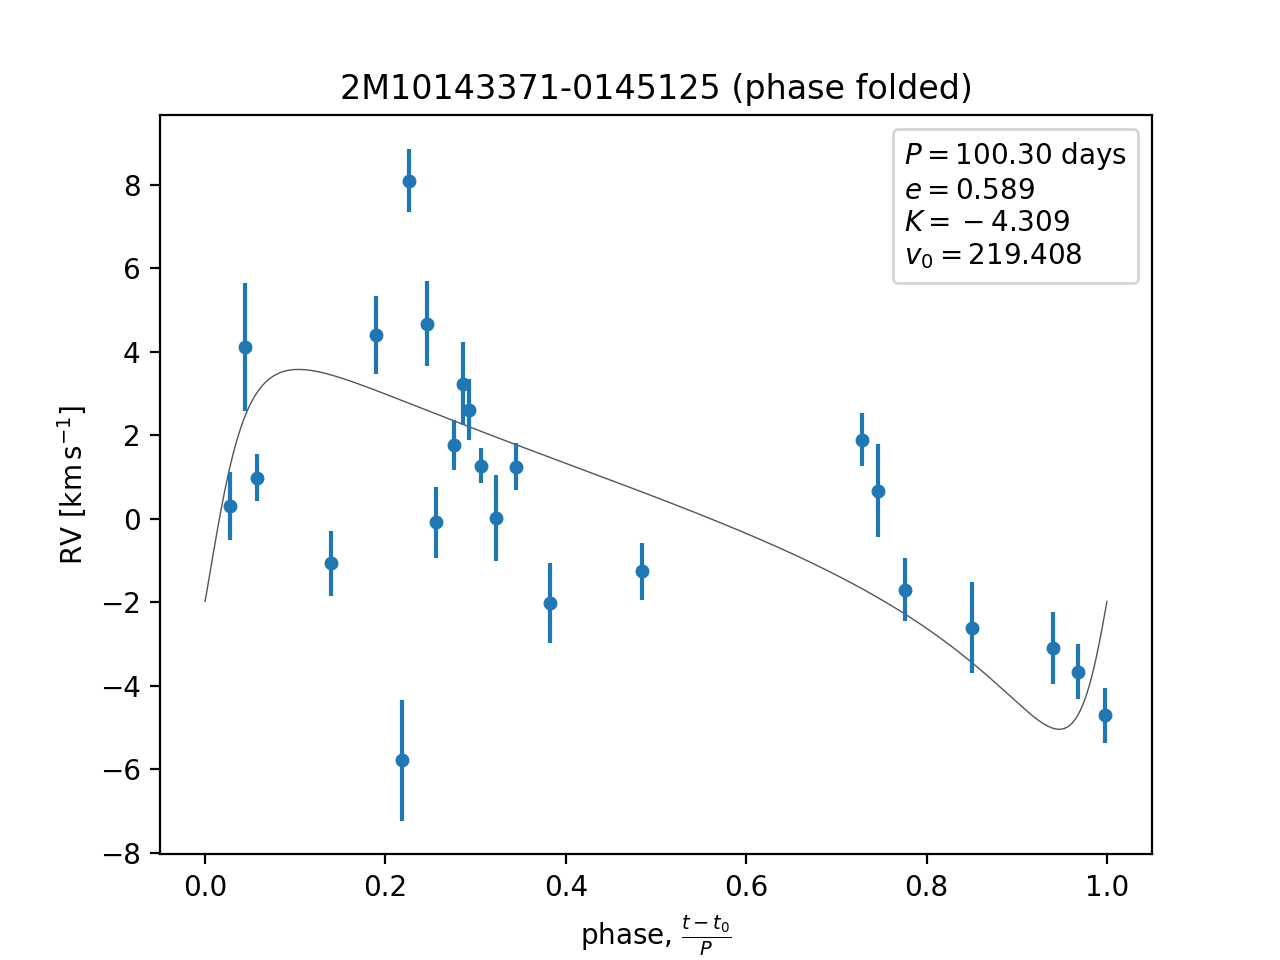 2M10143371-0145125 (phase folded)
P = 100.30 days
e = 0.589
K = −4.309
v₀ = 219.408
RV [km s⁻¹]
8
6
4
2
0
−2
−4
−6
−8
0.0 0.2 0.4 0.6 0.8 1.0
phase, (t − t₀)/P